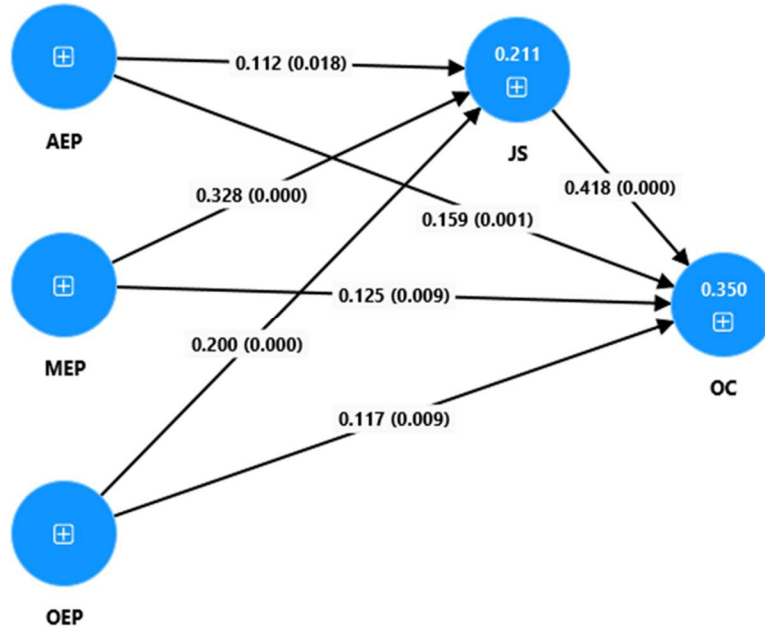 0.112 (0.018)
0.211
AEP
JS
0.328 (0.000)
0.418 (0.000)
0.159 (0.001)
0.125 (0.009)
0.350
MEP
0.200 (0.000)
OC
0.117 (0.009)
OEP